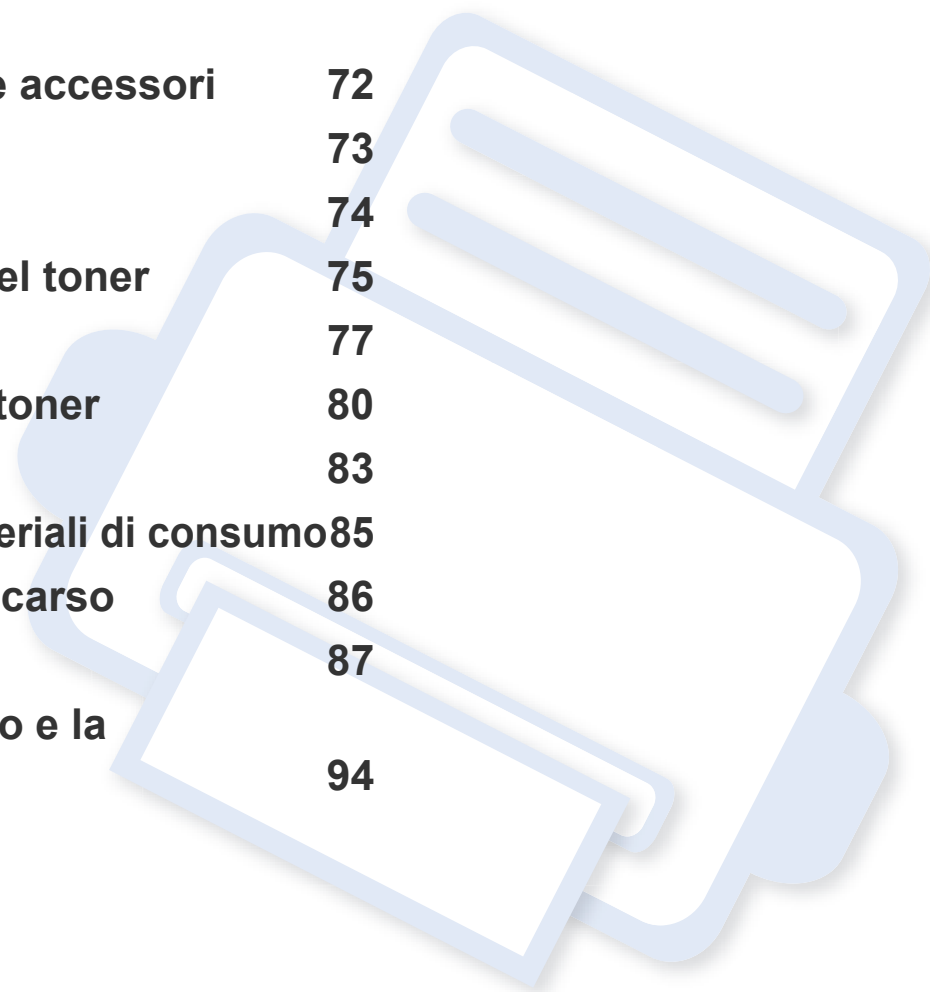 e accessori 72
73
74
el toner 75
77
toner 80
83
eriali di consumo85
carso 86
87
o e la
94